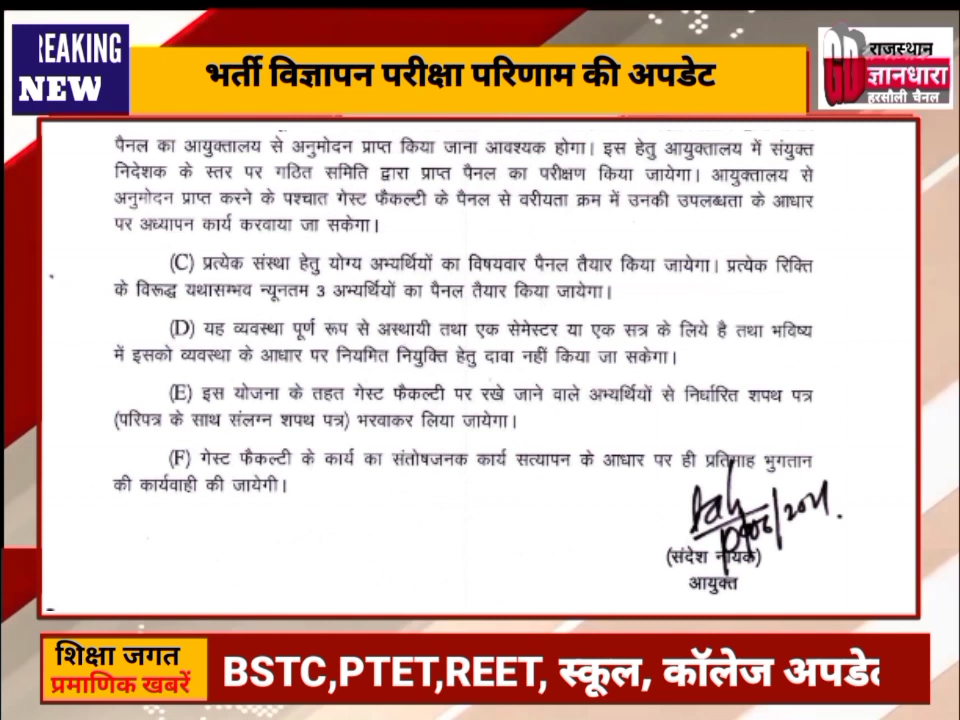 REAKING
NEW
भर्ती विज्ञापन परीक्षा परिणाम की अपडेट
GD
राजस्थान
ज्ञानधारा
हरसौली चैनल
पैनल का आयुक्तालय से अनुमोदन प्राप्त किया जाना आवश्यक होगा। इस हेतु आयुक्तालय में संयुक्त
निदेशक के स्तर पर गठित समिति द्वारा प्राप्त पैनल का परीक्षण किया जायेगा। आयुक्तालय से
अनुमोदन प्राप्त करने के पश्चात गेस्ट फैकल्टी के पैनल से वरीयता क्रम में उनकी उपलब्धता के आधार
पर अध्यापन कार्य करवाया जा सकेगा।
(C) प्रत्येक संस्था हेतु योग्य अभ्यर्थियों का विषयवार पैनल तैयार किया जायेगा। प्रत्येक रिक्ति
के विरूद्ध यथासम्भव न्यूनतम 3 अभ्यर्थियों का पैनल तैयार किया जायेगा।
(D) यह व्यवस्था पूर्ण रूप से अस्थायी तथा एक सेमेस्टर या एक सत्र के लिये है तथा भविष्य
में इसको व्यवस्था के आधार पर नियमित नियुक्ति हेतु दावा नहीं किया जा सकेगा।
(E) इस योजना के तहत गेस्ट फैकल्टी पर रखे जाने वाले अभ्यर्थियों से निर्धारित शपथ पत्र
(परिपत्र के साथ संलग्न शपथ पत्र) भरवाकर लिया जायेगा।
(F) गेस्ट फैकल्टी के कार्य का संतोषजनक कार्य सत्यापन के आधार पर ही प्रतिमाह भुगतान
की कार्यवाही की जायेगी।
(संदेश नायक)
आयुक्त
शिक्षा जगत
प्रमाणिक खबरें
BSTC,PTET,REET, स्कूल, कॉलेज अपडेट